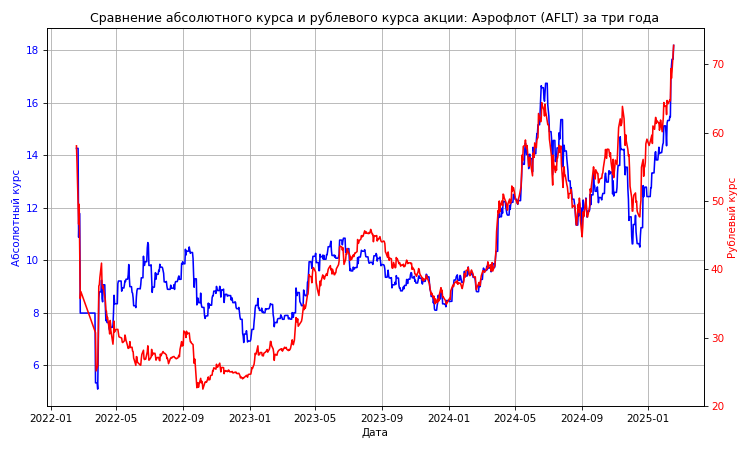 Сравнение абсолютного курса и рублевого курса акции: Аэрофлот (AFLT) за три года
18
16
14
12
10
8
6
Абсолютный курс
70
60
50
40
30
20
Рублевый курс
2022-01 2022-05 2022-09 2023-01 2023-05 2023-09 2024-01 2024-05 2024-09 2025-01
Дата